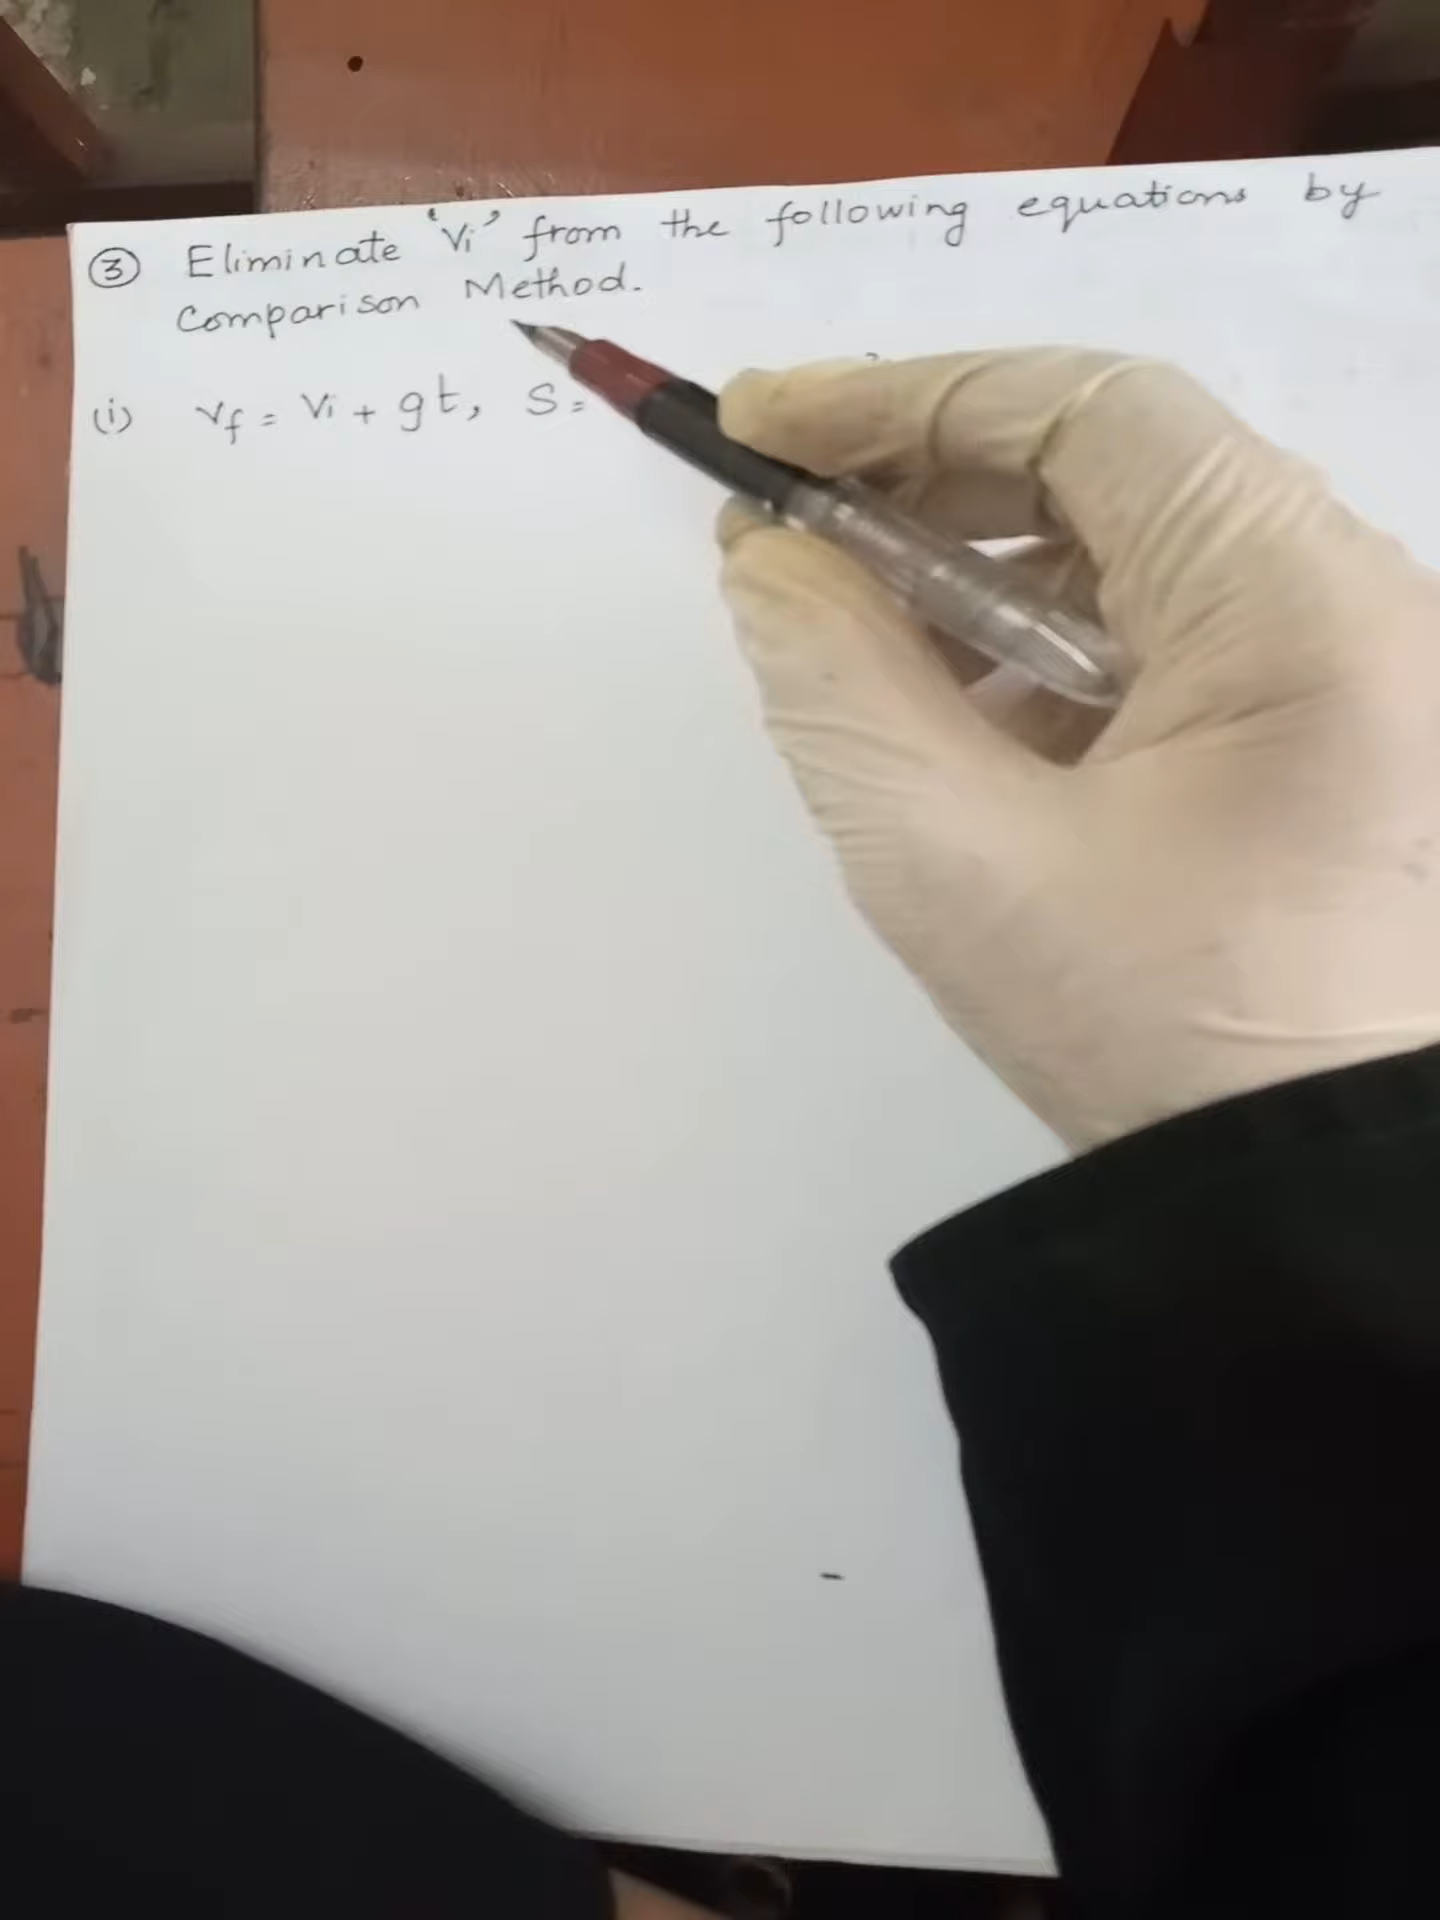 ③ Eliminate 'Vi' from the following equations by
Comparison Method.
(i) Vf = Vi + gt, S =